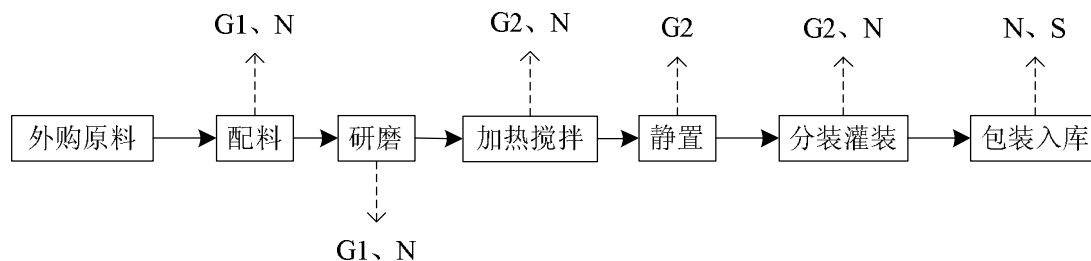 G1、N
G2、N
G2
G2、N
N、S
外购原料
配料
研磨
加热搅拌
静置
分装灌装
包装入库
G1、N